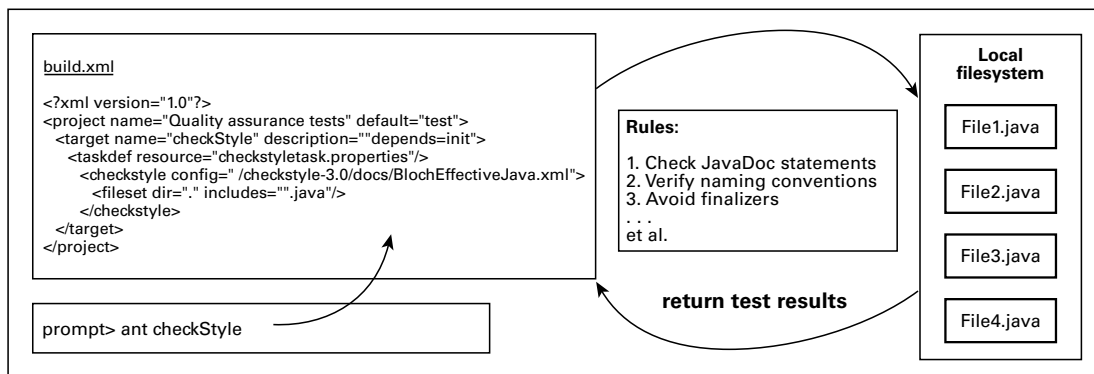 build.xml
<?xml version="1.0"?>
<project name="Quality assurance tests" default="test">
<target name="checkStyle" description=""depends=init">
<taskdef resource="checkstyletask.properties"/>
<checkstyle config=" /checkstyle-3.0/docs/BlochEffectiveJava.xml">
<fileset dir="." includes="".java"/>
</checkstyle>
</target>
</project>
prompt> ant checkStyle
Rules:
1. Check JavaDoc statements
2. Verify naming conventions
3. Avoid finalizers
. . .
et al.
return test results
Local
filesystem
File1.java
File2.java
File3.java
File4.java